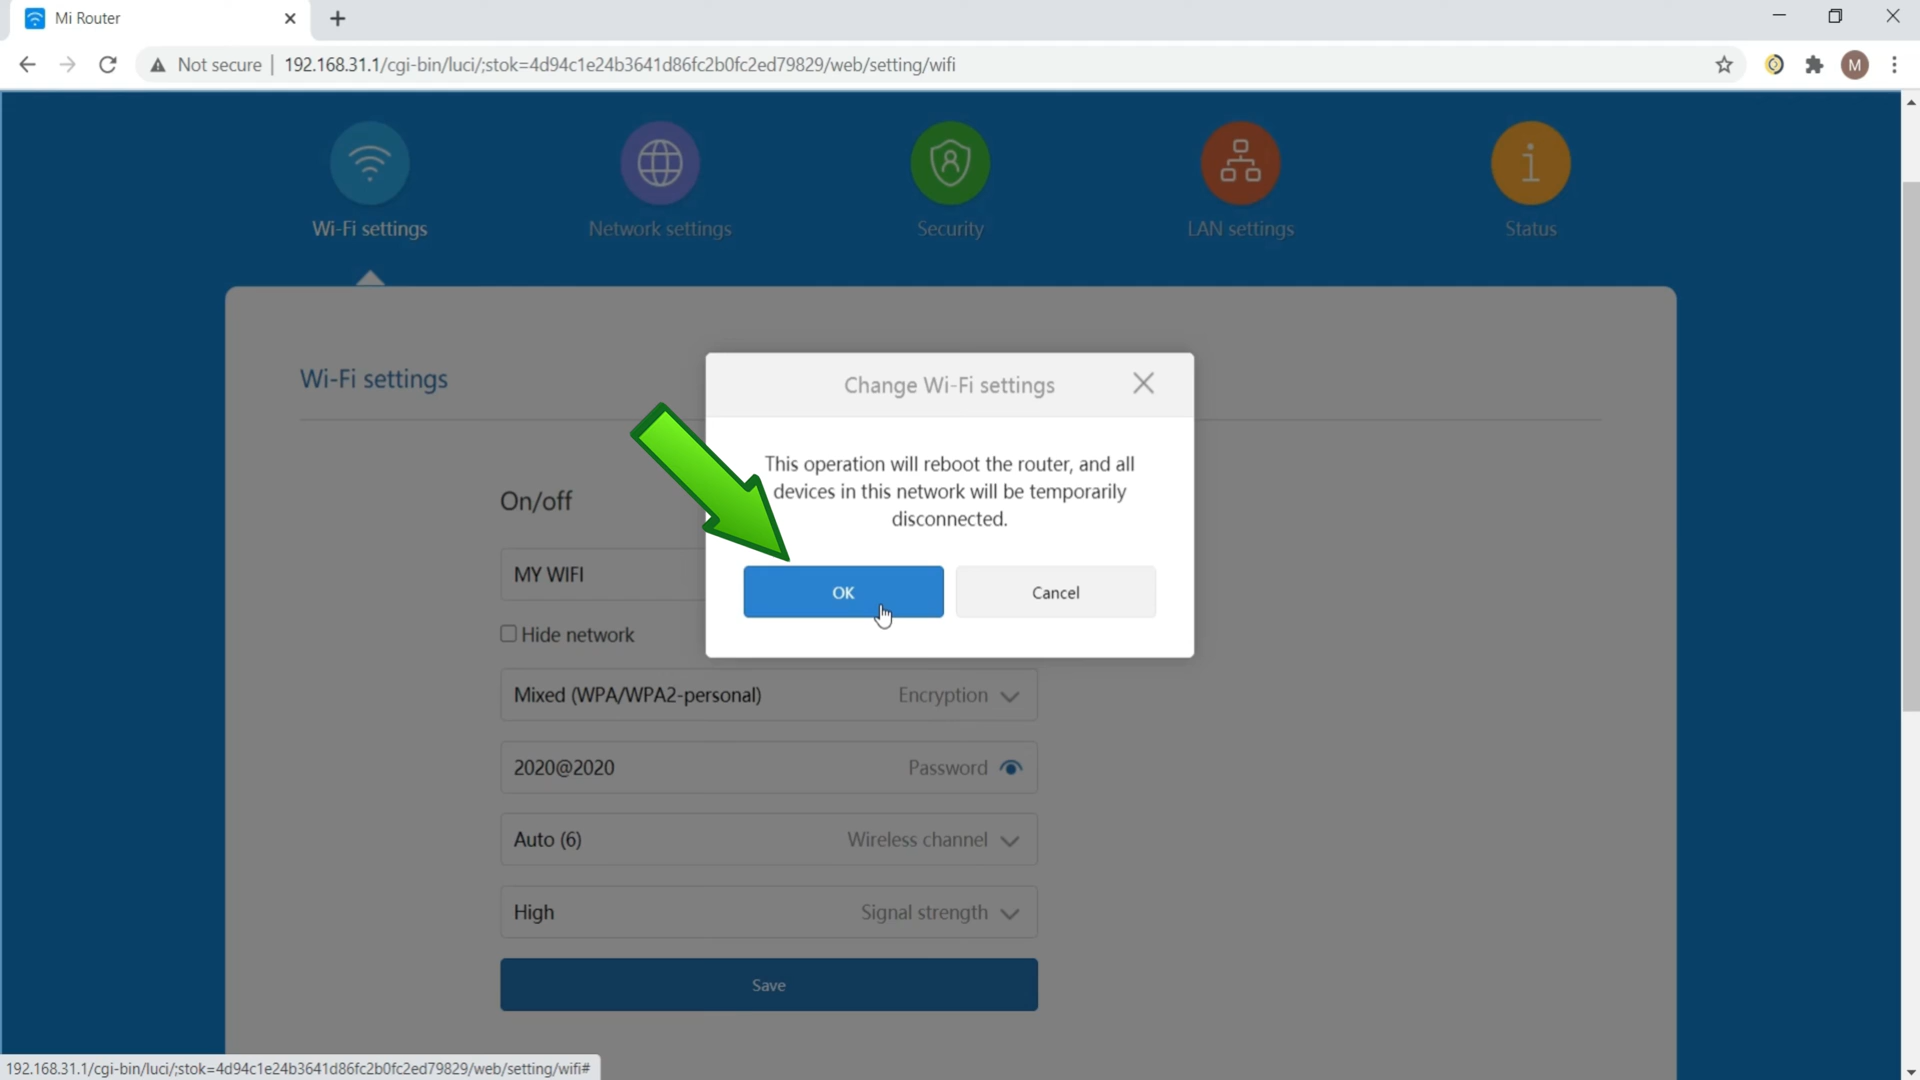 Mi Router
Not secure
192.168.31.1/cgi-bin/luci/;stok=4d94c1e24b3641d86fc2b0fc2ed79829/web/setting/wifi
M
Wi-Fi settings
Network settings
Security
LAN settings
Status
Wi-Fi settings
Change Wi-Fi settings
This operation will reboot the router, and all
devices in this network will be temporarily
disconnected.
OK
Cancel
On/off
MY WIFI
Hide network
Mixed (WPA/WPA2-personal)
Encryption
2020@2020
Password
Auto (6)
Wireless channel
High
Signal strength
Save
192.168.31.1/cgi-bin/luci/;stok=4d94c1e24b3641d86fc2b0fc2ed79829/web/setting/wifi#